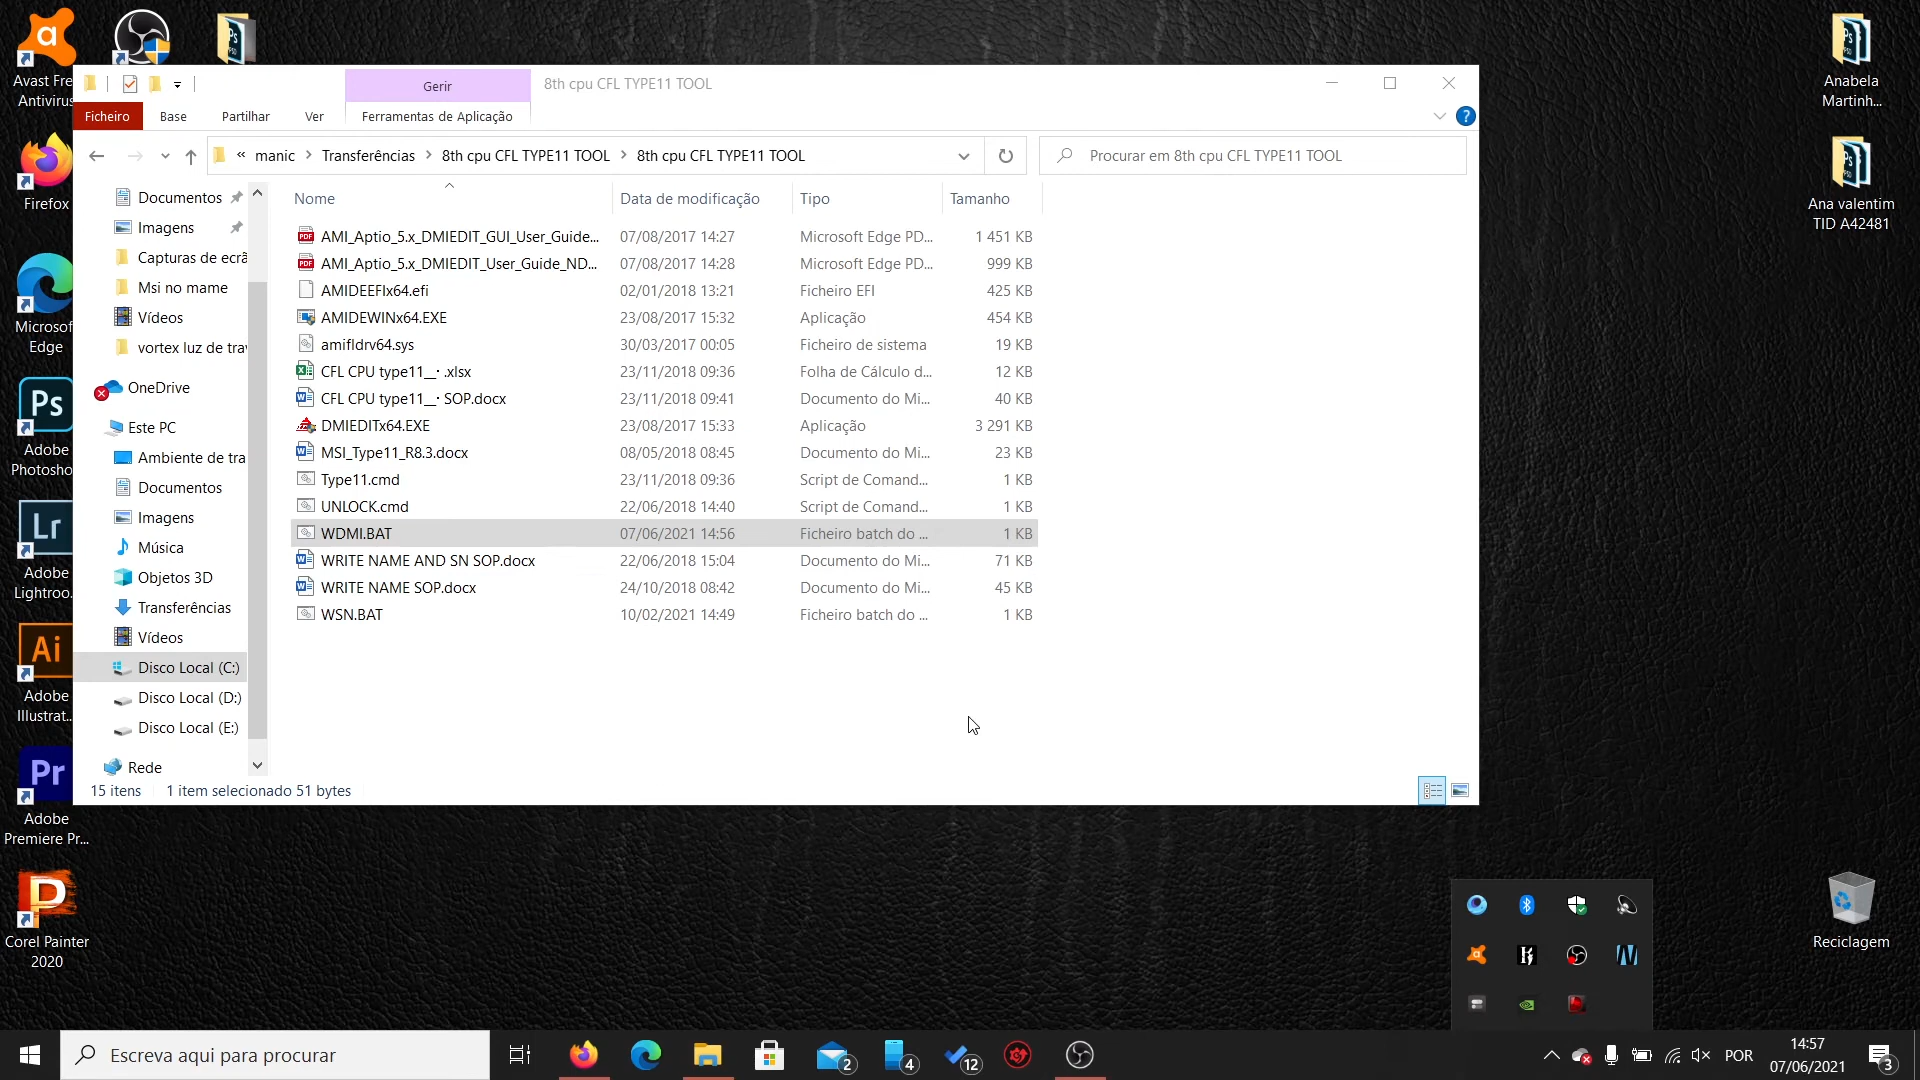 Avast Fre
Antivirus
Firefox
Microsof
Edge
Adobe
Photosho
Adobe
Lightroo.
Adobe
Illustrat..
Adobe
Premiere Pr...
Corel Painter
2020
Gerir
8th cpu CFL TYPE11 TOOL
Ficheiro
Base
Partilhar
Ver
Ferramentas de Aplicação
« manic > Transferências > 8th cpu CFL TYPE11 TOOL > 8th cpu CFL TYPE11 TOOL
Procurar em 8th cpu CFL TYPE11 TOOL
Documentos
Imagens
Capturas de ecrã
Msi no mame
Vídeos
vortex luz de tra
OneDrive
Este PC
Ambiente de tra
Documentos
Imagens
Música
Objetos 3D
Transferências
Vídeos
Disco Local (C:)
Disco Local (D:)
Disco Local (E:)
Rede
Nome Data de modificação Tipo Tamanho
AMI_Aptio_5.x_DMIEDIT_GUI_User_Guide... 07/08/2017 14:27 Microsoft Edge PD... 1 451 KB
AMI_Aptio_5.x_DMIEDIT_User_Guide_ND... 07/08/2017 14:28 Microsoft Edge PD... 999 KB
AMIDEEFIx64.efi 02/01/2018 13:21 Ficheiro EFI 425 KB
AMIDEWINx64.EXE 23/08/2017 15:32 Aplicação 454 KB
amifldrv64.sys 30/03/2017 00:05 Ficheiro de sistema 19 KB
CFL CPU type11__· .xlsx 23/11/2018 09:36 Folha de Cálculo d... 12 KB
CFL CPU type11__· SOP.docx 23/11/2018 09:41 Documento do Mi... 40 KB
DMIEDITx64.EXE 23/08/2017 15:33 Aplicação 3 291 KB
MSI_Type11_R8.3.docx 08/05/2018 08:45 Documento do Mi... 23 KB
Type11.cmd 23/11/2018 09:36 Script de Comand... 1 KB
UNLOCK.cmd 22/06/2018 14:40 Script de Comand... 1 KB
WDMI.BAT 07/06/2021 14:56 Ficheiro batch do ... 1 KB
WRITE NAME AND SN SOP.docx 22/06/2018 15:04 Documento do Mi... 71 KB
WRITE NAME SOP.docx 24/10/2018 08:42 Documento do Mi... 45 KB
WSN.BAT 10/02/2021 14:49 Ficheiro batch do ... 1 KB
15 itens 1 item selecionado 51 bytes
Anabela
Martinh...
Ana valentim
TID A42481
Reciclagem
Escreva aqui para procurar
2
4
12
POR
14:57
07/06/2021
3